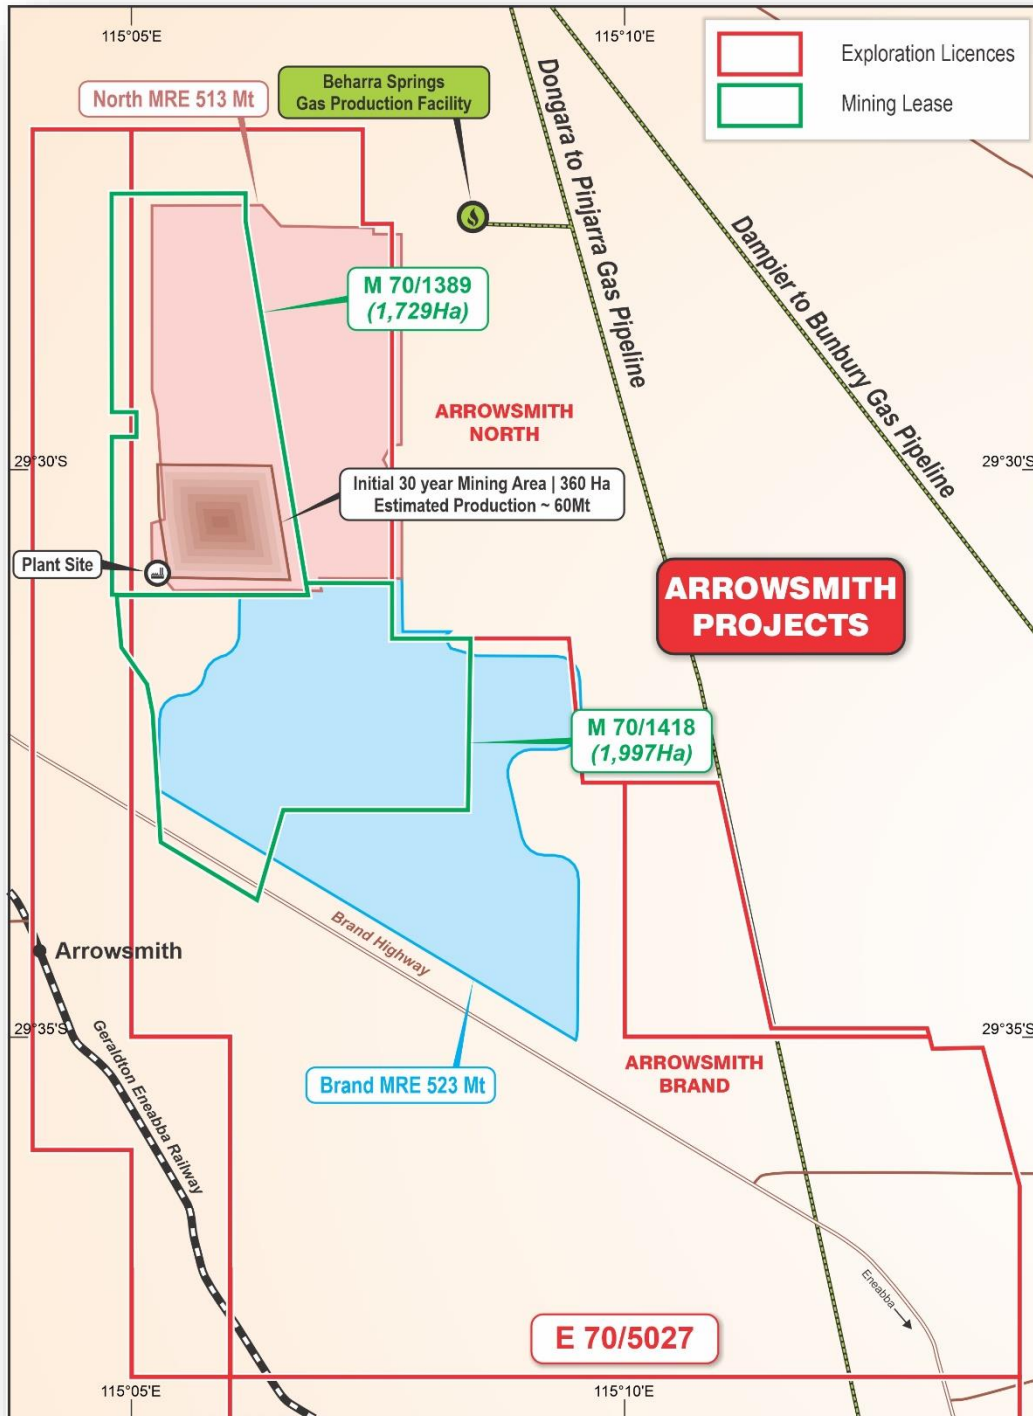 115°05'E
115°10'E
Exploration Licences
Mining Lease
North MRE 513 Mt
Beharra Springs
Gas Production Facility
Dongara to Pinjarra Gas Pipeline
Dampier to Bunbury Gas Pipeline
M 70/1389
(1,729Ha)
ARROWSMITH
NORTH
29°30'S
29°30'S
Initial 30 year Mining Area | 360 Ha
Estimated Production ~ 60Mt
Plant Site
ARROWSMITH
PROJECTS
M 70/1418
(1,997Ha)
Brand Highway
Arrowsmith
Geraldton Eneabba Railway
29°35'S
29°35'S
ARROWSMITH
BRAND
Brand MRE 523 Mt
Eneabba
E 70/5027
115°05'E
115°10'E